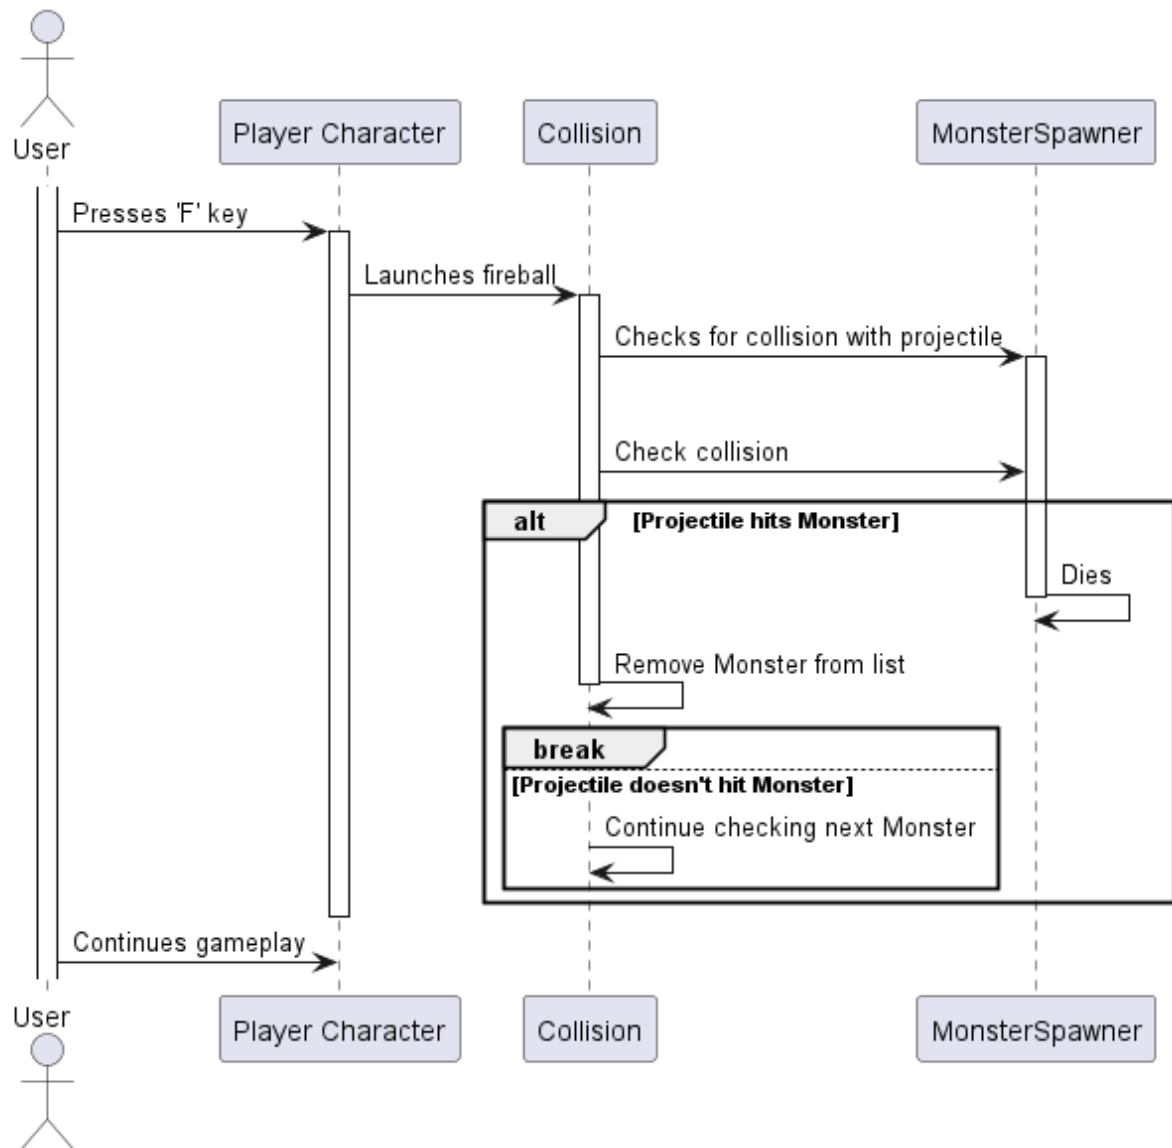 User
Player Character
Collision
MonsterSpawner
Presses 'F' key
Launches fireball
Checks for collision with projectile
Check collision
alt
[Projectile hits Monster]
Dies
Remove Monster from list
break
[Projectile doesn't hit Monster]
Continue checking next Monster
Continues gameplay
User
Player Character
Collision
MonsterSpawner